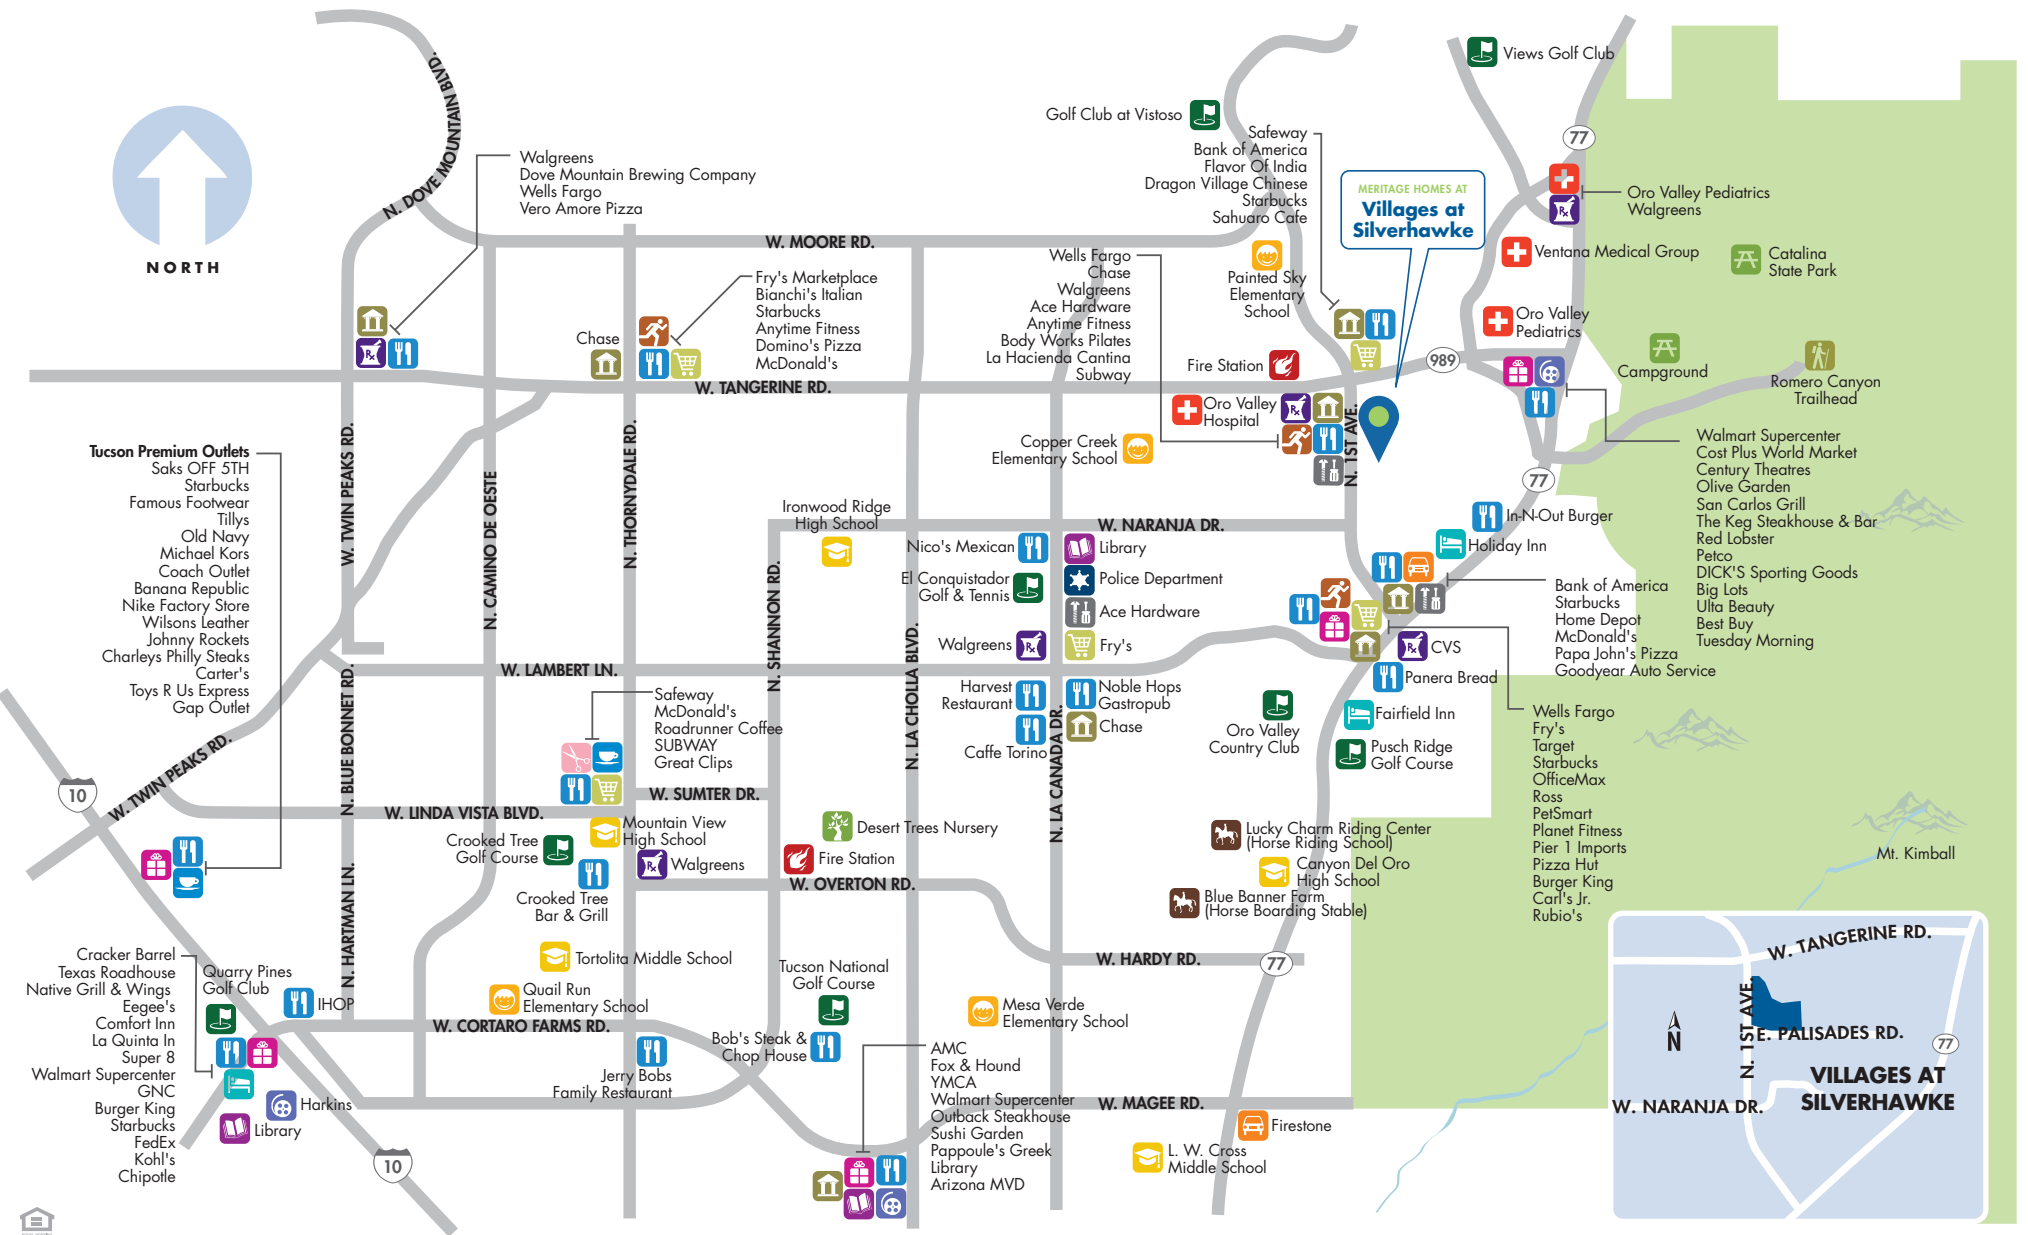 N. DOVE MOUNTAIN BLVD.
NORTH
Walgreens
Dove Mountain Brewing Company
Wells Fargo
Vero Amore Pizza
W. MOORE RD.
Golf Club at Vistoso
Safeway
Bank of America
Flavor Of India
Dragon Village Chinese
Starbucks
Sahuaro Cafe
MERITAGE HOMES AT
Villages at
Silverhawke
Views Golf Club
77
Oro Valley Pediatrics
Walgreens
Ventana Medical Group
Catalina
State Park
Oro Valley
Pediatrics
Campground
Romero Canyon
Trailhead
Painted Sky
Elementary
School
Fry's Marketplace
Bianchi's Italian
Starbucks
Anytime Fitness
Domino's Pizza
McDonald's
Chase
Wells Fargo
Chase
Walgreens
Ace Hardware
Anytime Fitness
Body Works Pilates
La Hacienda Cantina
Subway
Fire Station
989
W. TANGERINE RD.
Oro Valley
Hospital
Copper Creek
Elementary School
N. 1ST AVE.
Rx
Rx
Rx
Tucson Premium Outlets
Saks OFF 5TH
Starbucks
Famous Footwear
Tillys
Old Navy
Michael Kors
Coach Outlet
Banana Republic
Nike Factory Store
Wilsons Leather
Johnny Rockets
Charleys Philly Steaks
Carter's
Toys R Us Express
Gap Outlet
W. TWIN PEAKS RD.
N. CAMINO DE OESTE
N. THORNYDALE RD.
Ironwood Ridge
High School
W. NARANJA DR.
Nico's Mexican
Library
El Conquistador
Golf & Tennis
Police Department
Ace Hardware
Walgreens
Rx
Fry's
N. SHANNON RD.
N. LA CHOLLA BLVD.
77
In-N-Out Burger
Holiday Inn
Walmart Supercenter
Cost Plus World Market
Century Theatres
Olive Garden
San Carlos Grill
The Keg Steakhouse & Bar
Red Lobster
Petco
DICK'S Sporting Goods
Big Lots
Ulta Beauty
Best Buy
Tuesday Morning
Bank of America
Starbucks
Home Depot
McDonald's
Papa John's Pizza
Goodyear Auto Service
Rx
CVS
Panera Bread
W. LAMBERT LN.
Harvest
Restaurant
Noble Hops
Gastropub
Chase
Caffe Torino
N. LA CANADA DR.
Oro Valley
Country Club
Fairfield Inn
Pusch Ridge
Golf Course
Wells Fargo
Fry's
Target
Starbucks
OfficeMax
Ross
PetSmart
Planet Fitness
Pier 1 Imports
Pizza Hut
Burger King
Carl's Jr.
Rubio's
Safeway
McDonald's
Roadrunner Coffee
SUBWAY
Great Clips
N. BLUE BONNET RD.
10
W. TWIN PEAKS RD.
W. LINDA VISTA BLVD.
W. SUMTER DR.
Mountain View
High School
Crooked Tree
Golf Course
Rx
Walgreens
Crooked Tree
Bar & Grill
Desert Trees Nursery
Fire Station
W. OVERTON RD.
Lucky Charm Riding Center
(Horse Riding School)
Canyon Del Oro
High School
Blue Banner Farm
(Horse Boarding Stable)
Mt. Kimball
N. HARTMAN LN.
Cracker Barrel
Texas Roadhouse
Native Grill & Wings
Eegee's
Comfort Inn
La Quinta In
Super 8
Walmart Supercenter
GNC
Burger King
Starbucks
FedEx
Kohl's
Chipotle
Quarry Pines
Golf Club
IHOP
Harkins
Library
10
Tortolita Middle School
Quail Run
Elementary School
W. CORTARO FARMS RD.
Jerry Bobs
Family Restaurant
Tucson National
Golf Course
Bob's Steak &
Chop House
Mesa Verde
Elementary School
W. HARDY RD.
77
AMC
Fox & Hound
YMCA
Walmart Supercenter
Outback Steakhouse
Sushi Garden
Pappoule's Greek
Library
Arizona MVD
W. MAGEE RD.
Firestone
L. W. Cross
Middle School
W. TANGERINE RD.
N. 1ST AVE.
E. PALISADES RD.
N
77
VILLAGES AT
SILVERHAWKE
W. NARANJA DR.